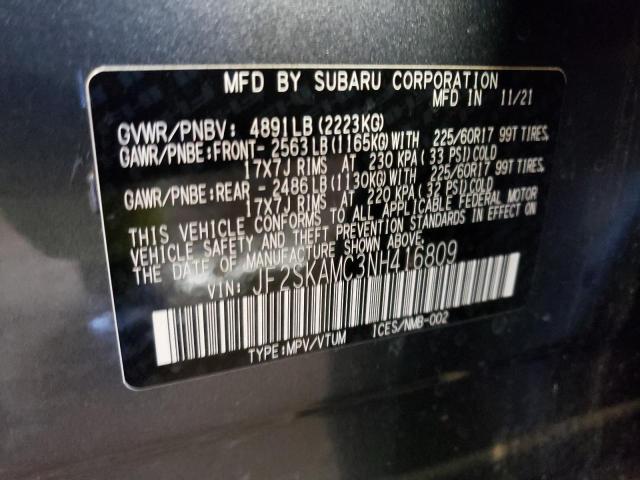 MFD BY SUBARU CORPORATION
MFD IN 11/21
GVWR/PNBV: 4891LB (2223KG)
GAWR/PNBE:FRONT- 2563LB (1165KG) WITH 225/60R17 99T TIRES,
17X7J RIMS AT 230 KPA (33 PSI) COLD
GAWR/PNBE:REAR - 2486LB (1130KG) WITH 225/60R17 99T TIRES,
17X7J RIMS AT 220 KPA (32 PSI) COLD
THIS VEHICLE CONFORMS TO ALL APPLICABLE FEDERAL MOTOR
VEHICLE SAFETY AND THEFT PREVENTION STANDARDS IN EFFECT ON
THE DATE OF MANUFACTURE SHOWN ABOVE.
VIN: JF2SKAMC3NH416809
TYPE:MPV/VTUM ICES/NMB-002